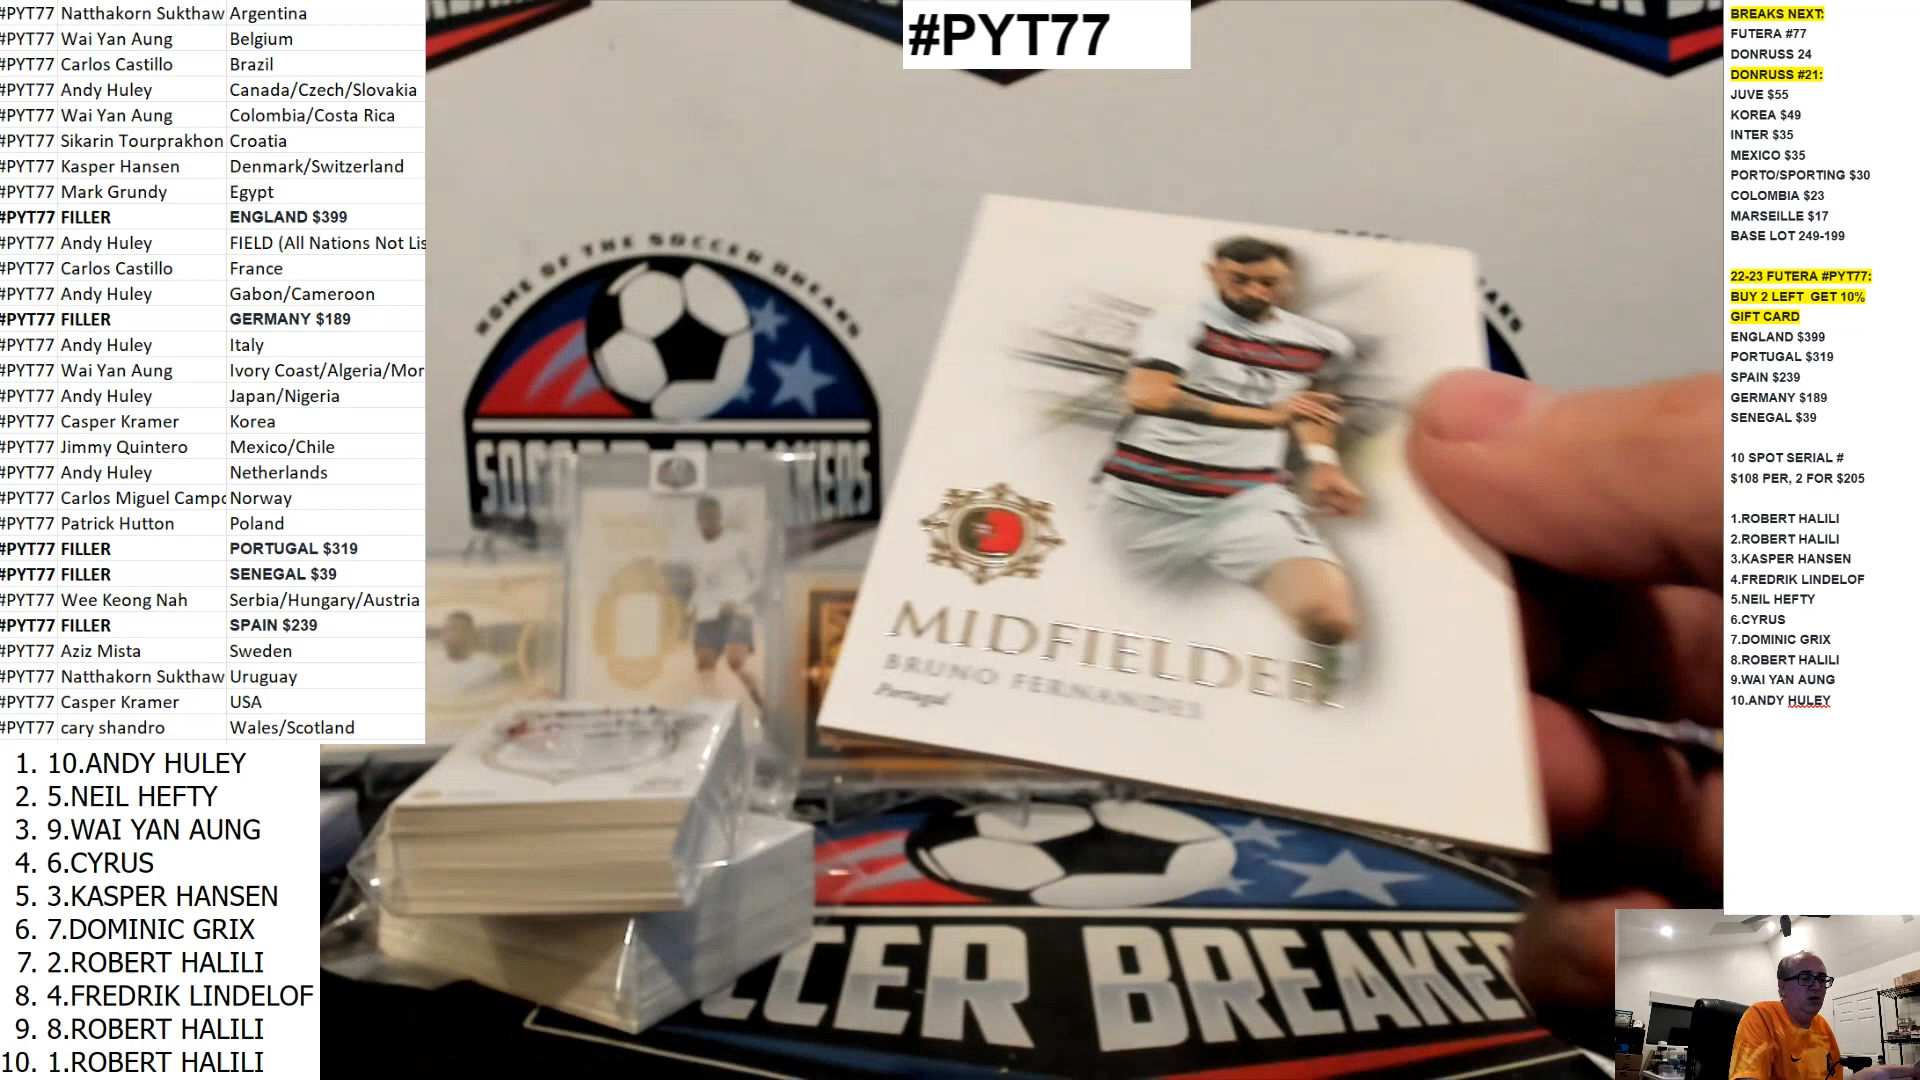 #PYT77 Natthakorn Sukthaw Argentina
#PYT77 Wai Yan Aung Belgium
#PYT77 Carlos Castillo Brazil
#PYT77 Andy Huley Canada/Czech/Slovakia
#PYT77 Wai Yan Aung Colombia/Costa Rica
#PYT77 Sikarin Tourprakhon Croatia
#PYT77 Kasper Hansen Denmark/Switzerland
#PYT77 Mark Grundy Egypt
#PYT77 FILLER ENGLAND $399
#PYT77 Andy Huley FIELD (All Nations Not Lis
#PYT77 Carlos Castillo France
#PYT77 Andy Huley Gabon/Cameroon
#PYT77 FILLER GERMANY $189
#PYT77 Andy Huley Italy
#PYT77 Wai Yan Aung Ivory Coast/Algeria/Mor
#PYT77 Andy Huley Japan/Nigeria
#PYT77 Casper Kramer Korea
#PYT77 Jimmy Quintero Mexico/Chile
#PYT77 Andy Huley Netherlands
#PYT77 Carlos Miguel Campo Norway
#PYT77 Patrick Hutton Poland
#PYT77 FILLER PORTUGAL $319
#PYT77 FILLER SENEGAL $39
#PYT77 Wee Keong Nah Serbia/Hungary/Austria
#PYT77 FILLER SPAIN $239
#PYT77 Aziz Mista Sweden
#PYT77 Natthakorn Sukthaw Uruguay
#PYT77 Casper Kramer USA
#PYT77 cary shandro Wales/Scotland
1. 10.ANDY HULEY
2. 5.NEIL HEFTY
3. 9.WAI YAN AUNG
4. 6.CYRUS
5. 3.KASPER HANSEN
6. 7.DOMINIC GRIX
7. 2.ROBERT HALILI
8. 4.FREDRIK LINDELOF
9. 8.ROBERT HALILI
10. 1.ROBERT HALILI
#PYT77
HOME OF THE SOCCER BREAKS
SOCCER BREAKERS
MIDFIELDER
BRUNO FERNANDES
Portugal
CCER BREAKE
BREAKS NEXT:
FUTERA #77
DONRUSS 24
DONRUSS #21:
JUVE $55
KOREA $49
INTER $35
MEXICO $35
PORTO/SPORTING $30
COLOMBIA $23
MARSEILLE $17
BASE LOT 249-199
22-23 FUTERA #PYT77:
BUY 2 LEFT GET 10%
GIFT CARD
ENGLAND $399
PORTUGAL $319
SPAIN $239
GERMANY $189
SENEGAL $39
10 SPOT SERIAL #
$108 PER, 2 FOR $205
1.ROBERT HALILI
2.ROBERT HALILI
3.KASPER HANSEN
4.FREDRIK LINDELOF
5.NEIL HEFTY
6.CYRUS
7.DOMINIC GRIX
8.ROBERT HALILI
9.WAI YAN AUNG
10.ANDY HULEY